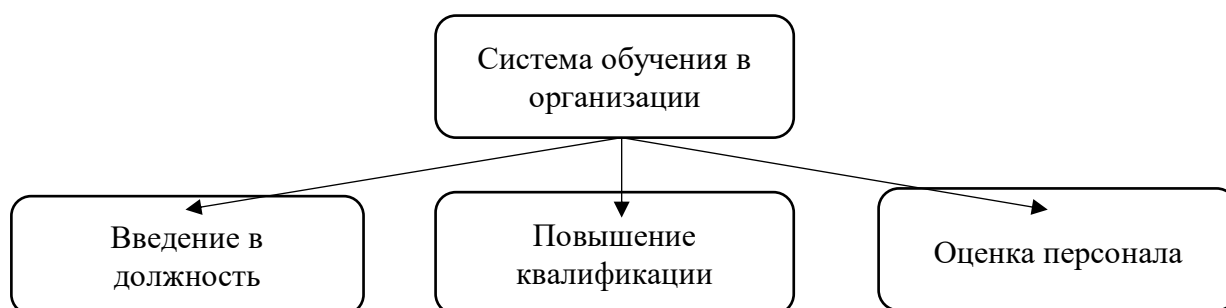 Система обучения в
организации
Введение в
должность
Повышение
квалификации
Оценка персонала